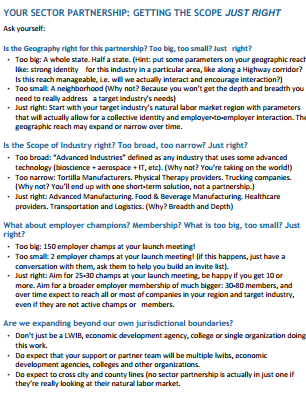 YOUR SECTOR PARTNERSHIP: GETTING THE SCOPE JUST RIGHT
Ask yourself:
Is the Geography right for this partnership? Too big, too small? Just right?
• Too big: A whole state. Half a state. (Hint: put some parameters on your geographic reach
like: strong identity for this industry in a particular area, like along a Highway corridor?
Is this reach manageable, i.e. will we actually interact and encourage interaction?)
• Too small: A neighborhood (Why not? Because you won't get the depth and breadth you
need to really address a target industry's needs)
• Just right: Start with your target industry's natural labor market region with parameters
that will actually allow for a collective identity and employer-to-employer interaction. The
geographic reach may expand or narrow over time.
Is the Scope of Industry right? Too broad, too narrow? Just right?
• Too broad: "Advanced Industries" defined as any industry that uses some advanced
technology (bioscience + aerospace + IT, etc). (Why not? You're taking on the world!)
• Too narrow: Tortilla Manufacturers. Physical Therapy providers. Trucking companies.
(Why not? You'll end up with one short-term solution, not a partnership.)
• Just right: Advanced Manufacturing. Food & Beverage Manufacturing. Healthcare
providers. Transportation and Logistics. (Why? Breadth and Depth)
What about employer champions? Membership? What is too big, too small? Just
right?
• Too big: 150 employer champs at your launch meeting!
• Too small: 2 employer champs at your launch meeting! (if this happens, just have a
conversation with them, ask them to help you build an invite list).
• Just right: Aim for 25-30 champs at your launch meeting, be happy if you get 10 or
more. Aim for a broader employer membership of much bigger: 30-80 members, and
over time expect to reach all or most of companies in your region and target industry,
even if they are not active champs or members.
Are we expanding beyond our own jurisdictional boundaries?
• Don't just be a LWIB, economic development agency, college or single organization doing
this work.
• Do expect that your support or partner team will be multiple lwibs, economic
development agencies, colleges and other organizations.
• Do expect to cross city and county lines (no sector partnership is actually in just one if
they're really looking at their natural labor market.